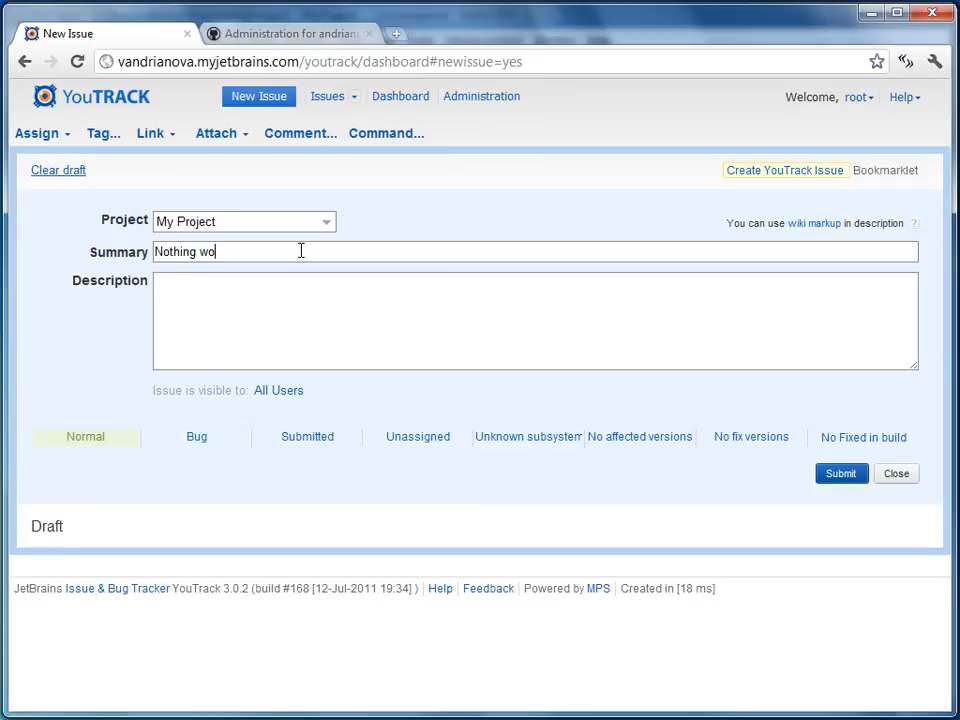 New Issue
Administration for andrian
vandrianova.myjetbrains.com/youtrack/dashboard#newissue=yes
YouTRACK
New Issue Issues Dashboard Administration
Welcome, root Help
Assign Tag... Link Attach Comment... Command...
Clear draft
Create YouTrack Issue Bookmarklet
Project My Project
You can use wiki markup in description ?
Summary Nothing wo
Description
Issue is visible to: All Users
Normal Bug Submitted Unassigned Unknown subsystem No affected versions No fix versions No Fixed in build
Submit Close
Draft
JetBrains Issue & Bug Tracker YouTrack 3.0.2 (build #168 [12-Jul-2011 19:34] ) Help Feedback Powered by MPS Created in [18 ms]